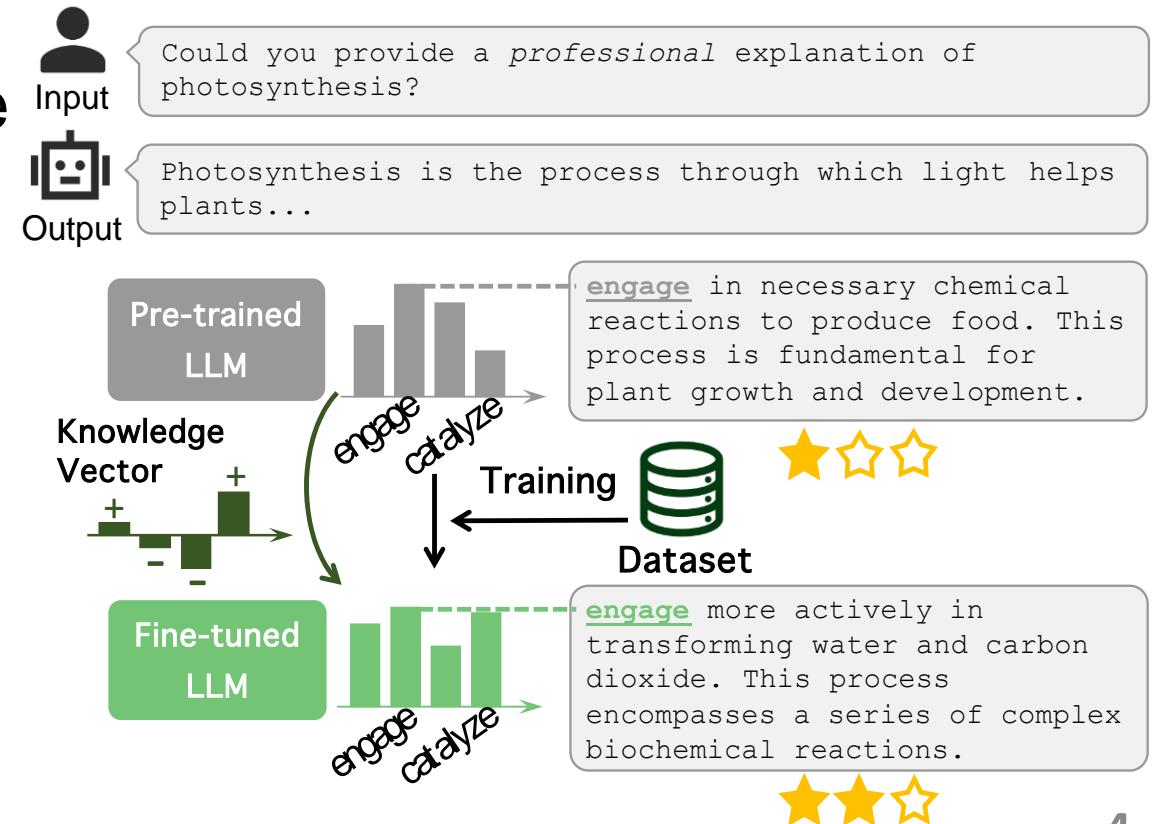 Could you provide a professional explanation of
photosynthesis?
Input
e
Photosynthesis is the process through which light helps
plants...
Output
Pre-trained
LLM
engage in necessary chemical
reactions to produce food. This
process is fundamental for
plant growth and development.
engage
catalyze
Knowledge
Vector
+
+
-
-
Training
Dataset
Fine-tuned
LLM
engage more actively in
transforming water and carbon
dioxide. This process
encompasses a series of complex
biochemical reactions.
engage
catalyze